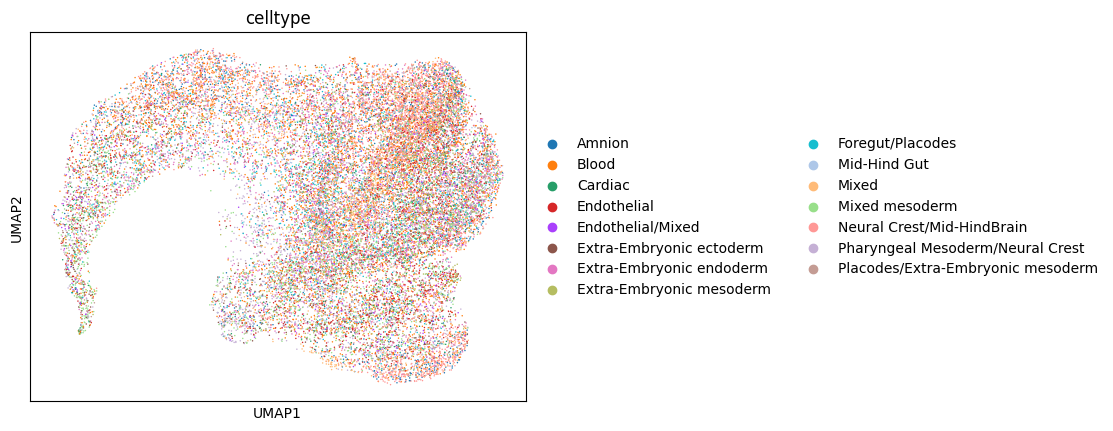 celltype
UMAP2
UMAP1
Amnion
Blood
Cardiac
Endothelial
Endothelial/Mixed
Extra-Embryonic ectoderm
Extra-Embryonic endoderm
Extra-Embryonic mesoderm
Foregut/Placodes
Mid-Hind Gut
Mixed
Mixed mesoderm
Neural Crest/Mid-HindBrain
Pharyngeal Mesoderm/Neural Crest
Placodes/Extra-Embryonic mesoderm